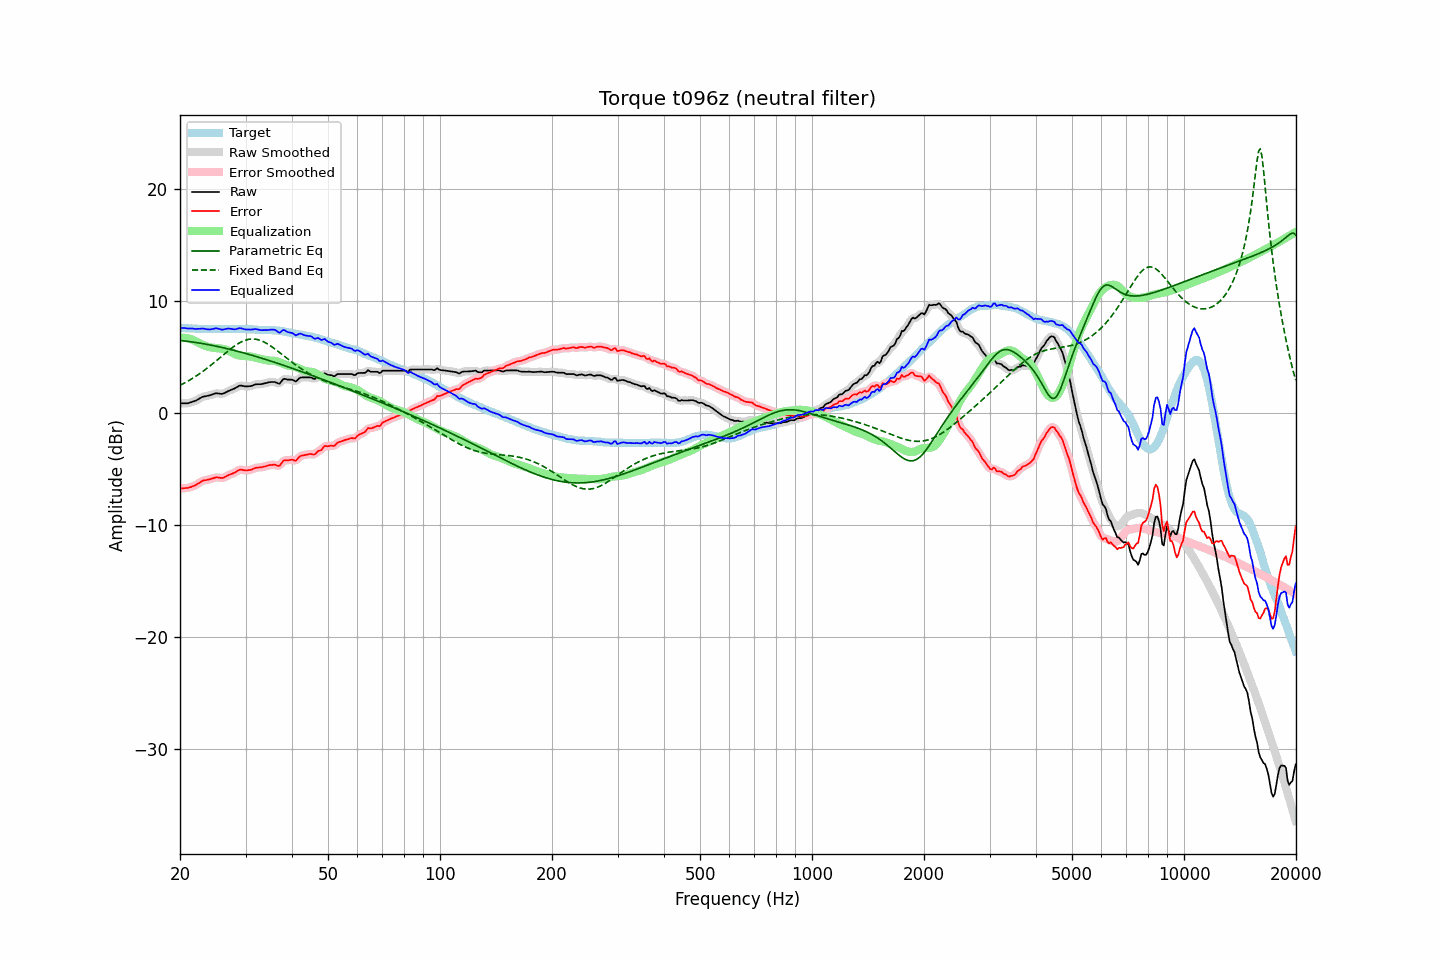 Torque t096z (neutral filter)
Target
Raw Smoothed
Error Smoothed
Raw
Error
Equalization
Parametric Eq
Fixed Band Eq
Equalized
Amplitude (dBr)
20
10
0
−10
−20
−30
20 50 100 200 500 1000 2000 5000 10000 20000
Frequency (Hz)